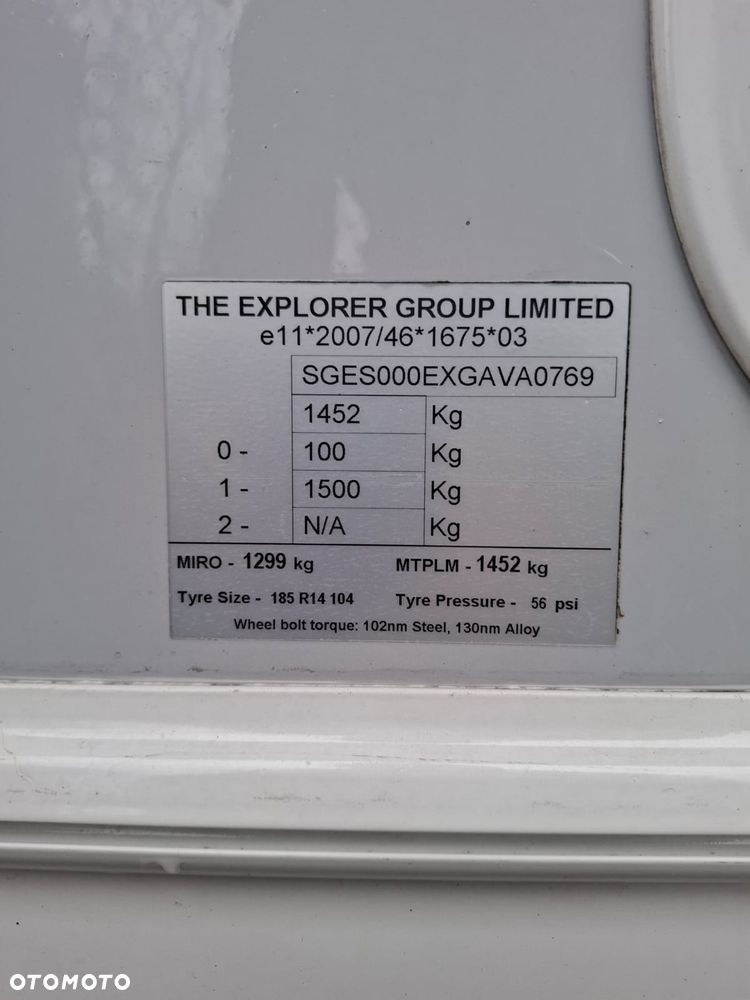 THE EXPLORER GROUP LIMITED
e11*2007/46*1675*03
SGES000EXGAVA0769
1452 Kg
0 - 100 Kg
1 - 1500 Kg
2 - N/A Kg
MIRO - 1299 kg MTPLM - 1452 kg
Tyre Size - 185 R14 104 Tyre Pressure - 56 psi
Wheel bolt torque: 102nm Steel, 130nm Alloy
OTOMOTO